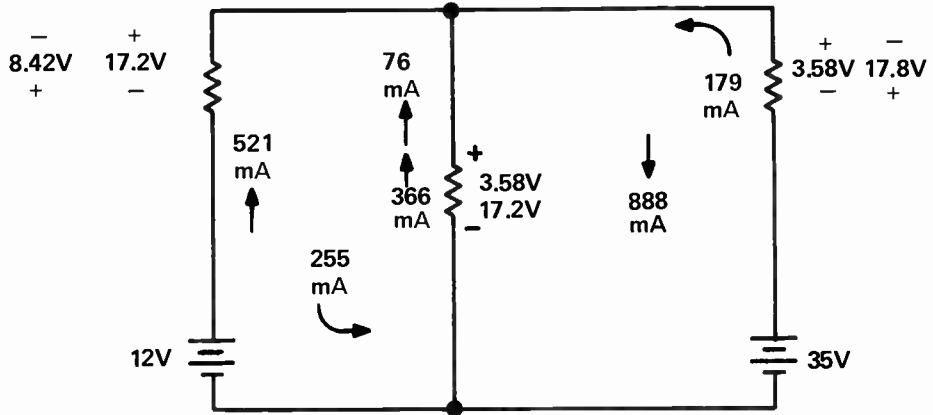 − + 
8.42V 17.2V
+ −
76
mA
179
mA
+ −
3.58V 17.8V
− +
521
mA
+
3.58V
17.2V
−
366
mA
888
mA
255
mA
12V
35V